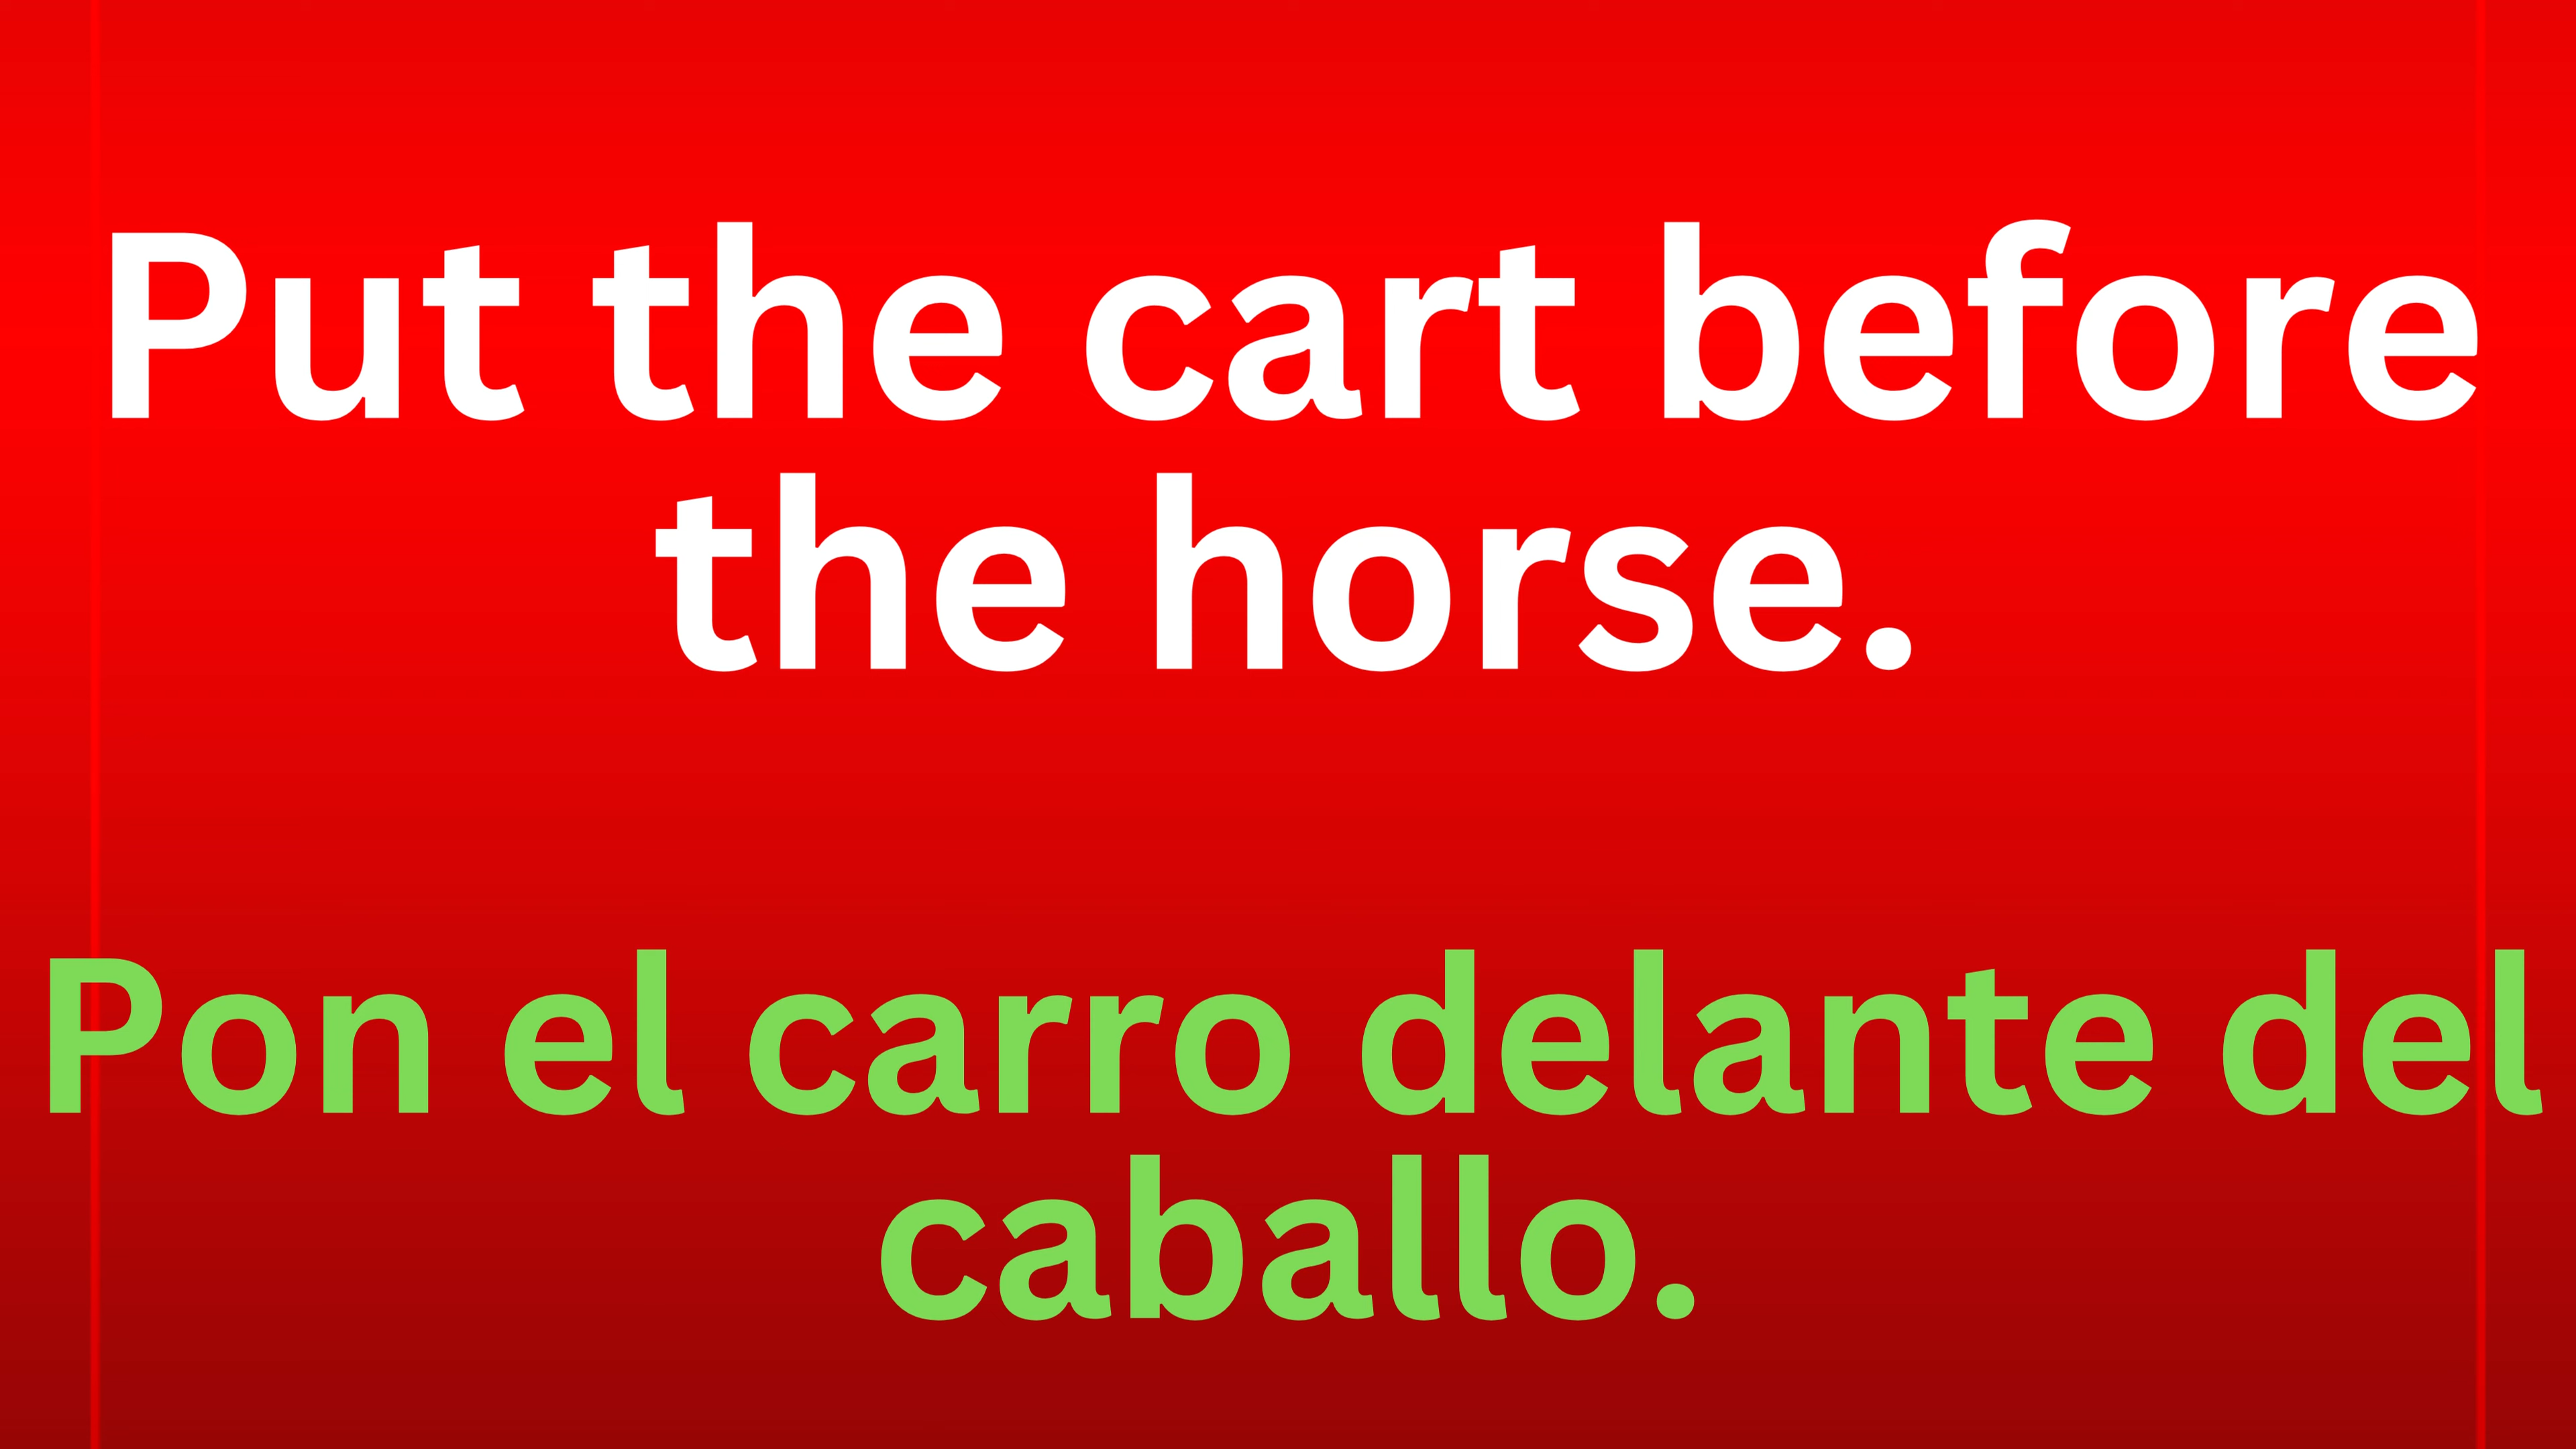 Put the cart before
the horse.
Pon el carro delante del
caballo.